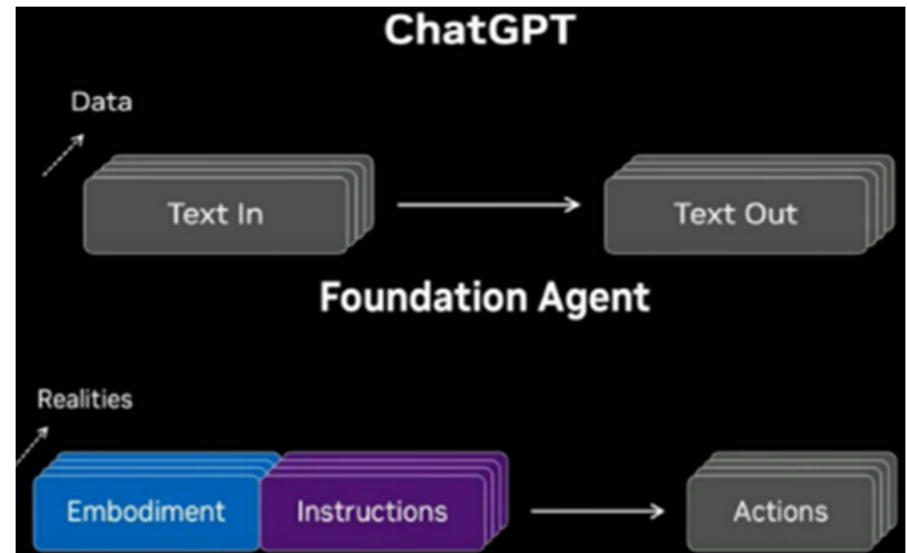 ChatGPT
Data
Text In
Text Out
Foundation Agent
Realities
Embodiment
Instructions
Actions